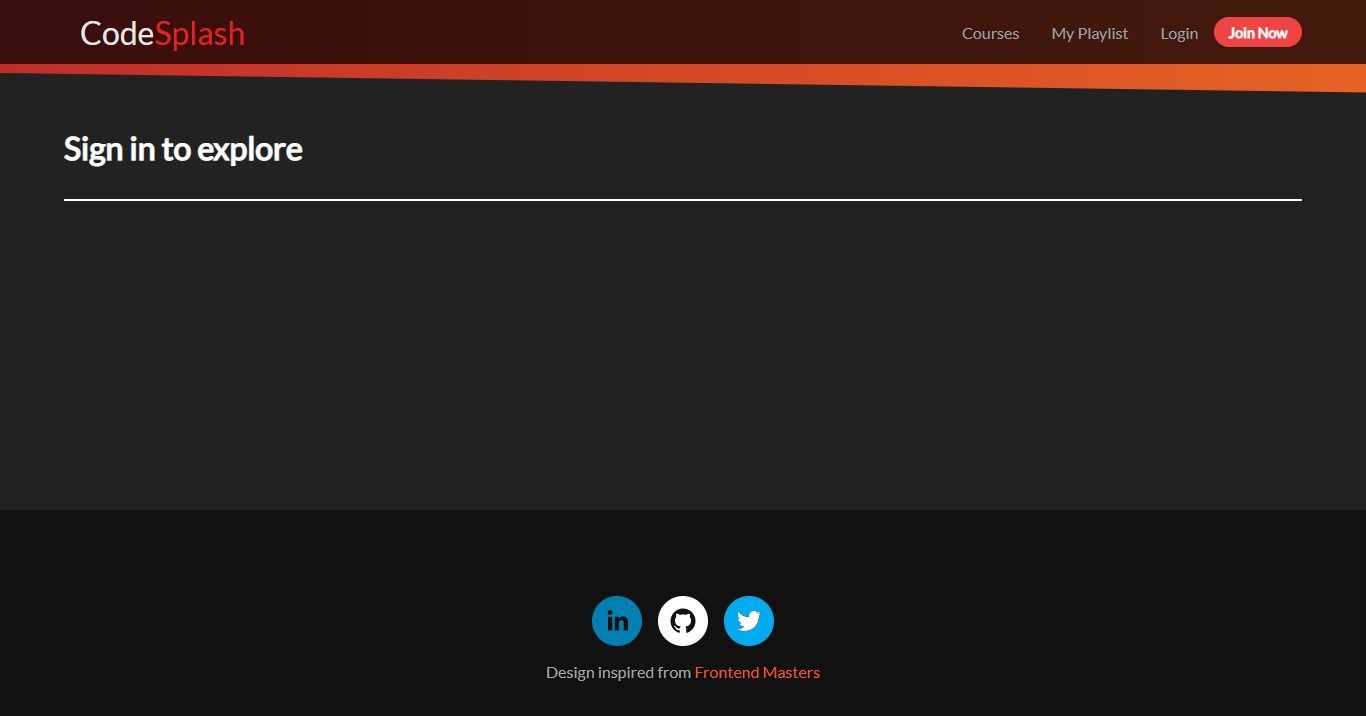 CodeSplash
Courses My Playlist Login Join Now
Sign in to explore
in
Design inspired from Frontend Masters